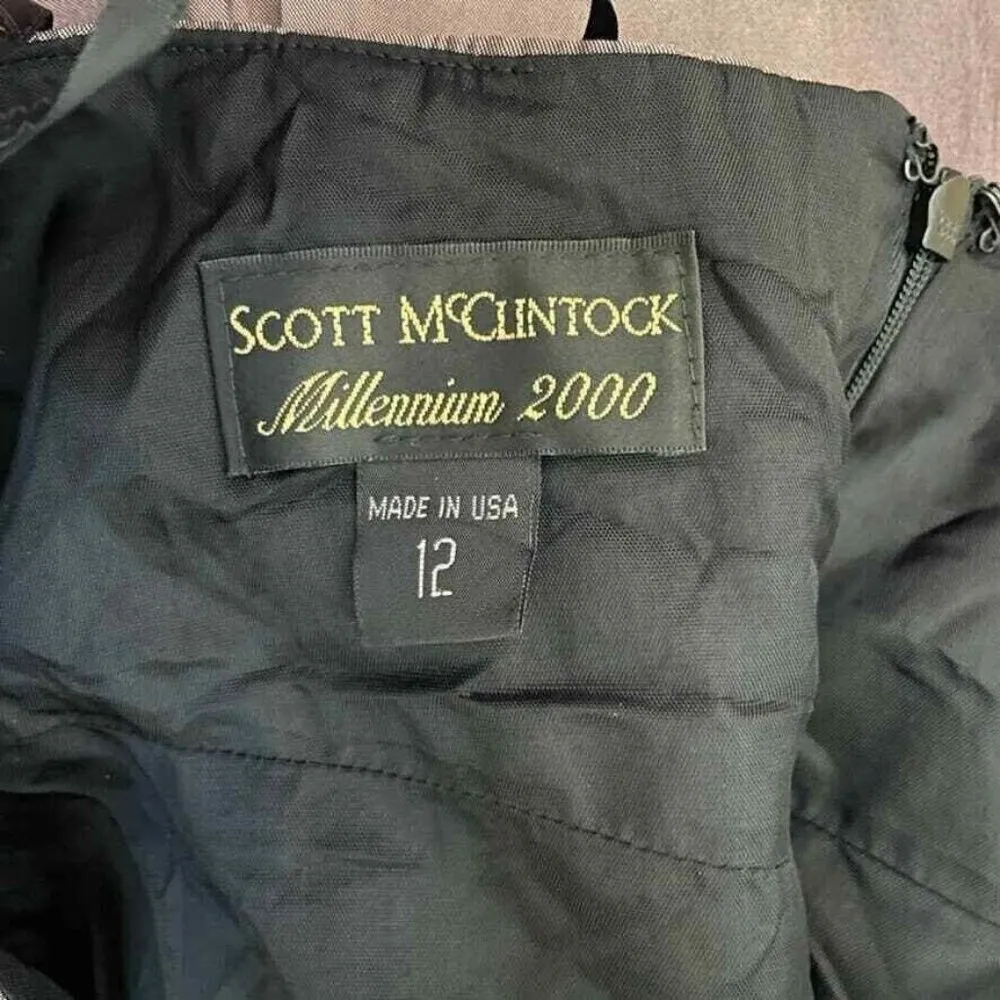 SCOTT McCLINTOCK
Millennium 2000
MADE IN USA
12